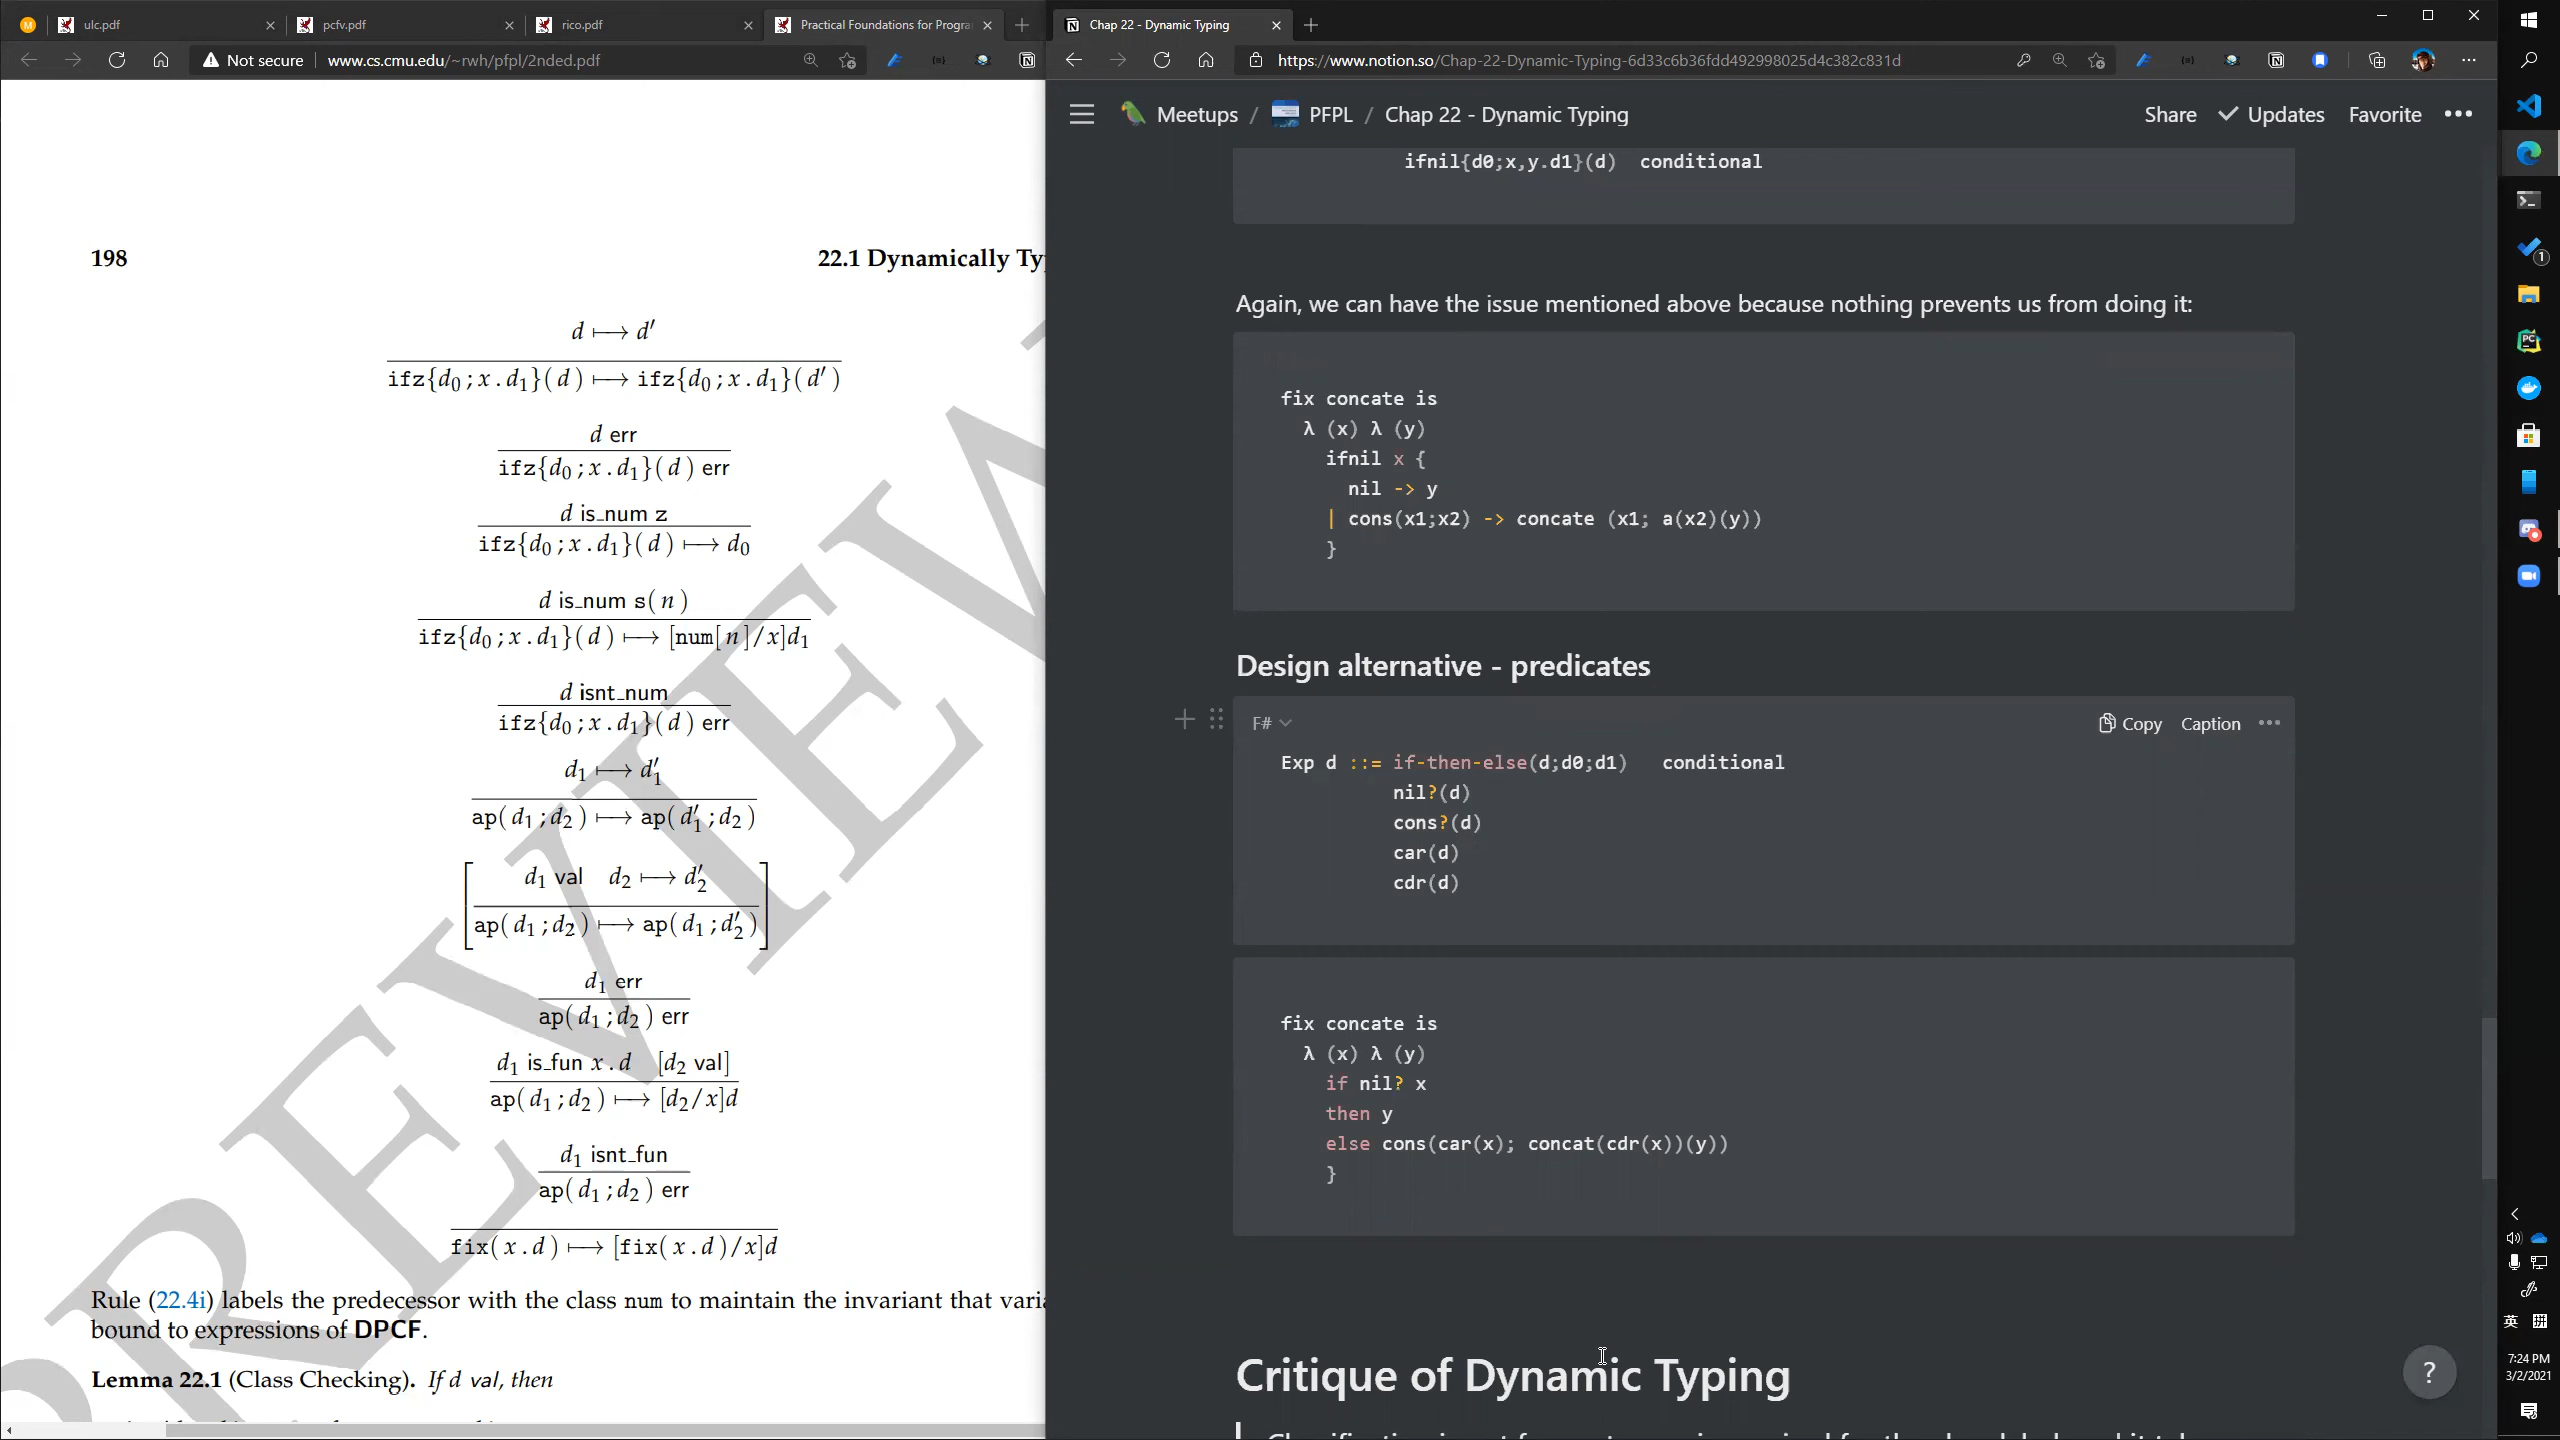 ulc.pdf
pcfv.pdf
rico.pdf
Practical Foundations for Progra
Not secure
www.cs.cmu.edu/~rwh/pfpl/2nded.pdf
198
22.1 Dynamically Ty
d ⟼ d′
ifz{d₀;x.d₁}(d) ⟼ ifz{d₀;x.d₁}(d′)
d err
ifz{d₀;x.d₁}(d) err
d is_num z
ifz{d₀;x.d₁}(d) ⟼ d₀
d is_num s(n)
ifz{d₀;x.d₁}(d) ⟼ [num[n]/x]d₁
d isnt_num
ifz{d₀;x.d₁}(d) err
d₁ ⟼ d₁′
ap(d₁;d₂) ⟼ ap(d₁′;d₂)
d₁ val d₂ ⟼ d₂′
ap(d₁;d₂) ⟼ ap(d₁;d₂′)
d₁ err
ap(d₁;d₂) err
d₁ is_fun x.d [d₂ val]
ap(d₁;d₂) ⟼ [d₂/x]d
d₁ isnt_fun
ap(d₁;d₂) err
fix(x.d) ⟼ [fix(x.d)/x]d
Rule (22.4i) labels the predecessor with the class num to maintain the invariant that vari
bound to expressions of DPCF.
Lemma 22.1 (Class Checking). If d val, then
PREVIEW
Chap 22 - Dynamic Typing
https://www.notion.so/Chap-22-Dynamic-Typing-6d33c6b36fdd492998025d4c382c831d
Meetups / PFPL / Chap 22 - Dynamic Typing
Share
Updates
Favorite
ifnil{d0;x,y.d1}(d) conditional
Again, we can have the issue mentioned above because nothing prevents us from doing it:
fix concate is
λ (x) λ (y)
ifnil x {
nil -> y
| cons(x1;x2) -> concate (x1; a(x2)(y))
}
Design alternative - predicates
F#
Copy
Caption
Exp d ::= if-then-else(d;d0;d1) conditional
nil?(d)
cons?(d)
car(d)
cdr(d)
fix concate is
λ (x) λ (y)
if nil? x
then y
else cons(car(x); concat(cdr(x))(y))
}
Critique of Dynamic Typing
?
1
英
7:24 PM
3/2/2021